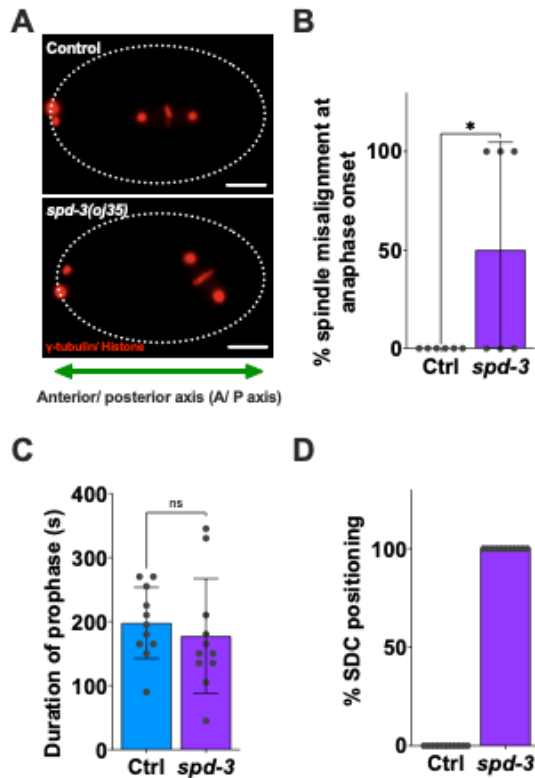 A
Control
spd-3(oj35)
γ-tubulin/ Histone
Anterior/ posterior axis (A/ P axis)
B
% spindle misalignment at
anaphase onset
100
50
0
*
Ctrl spd-3
C
Duration of prophase (s)
400
300
200
100
0
ns
Ctrl spd-3
D
% SDC positioning
100
50
0
Ctrl spd-3